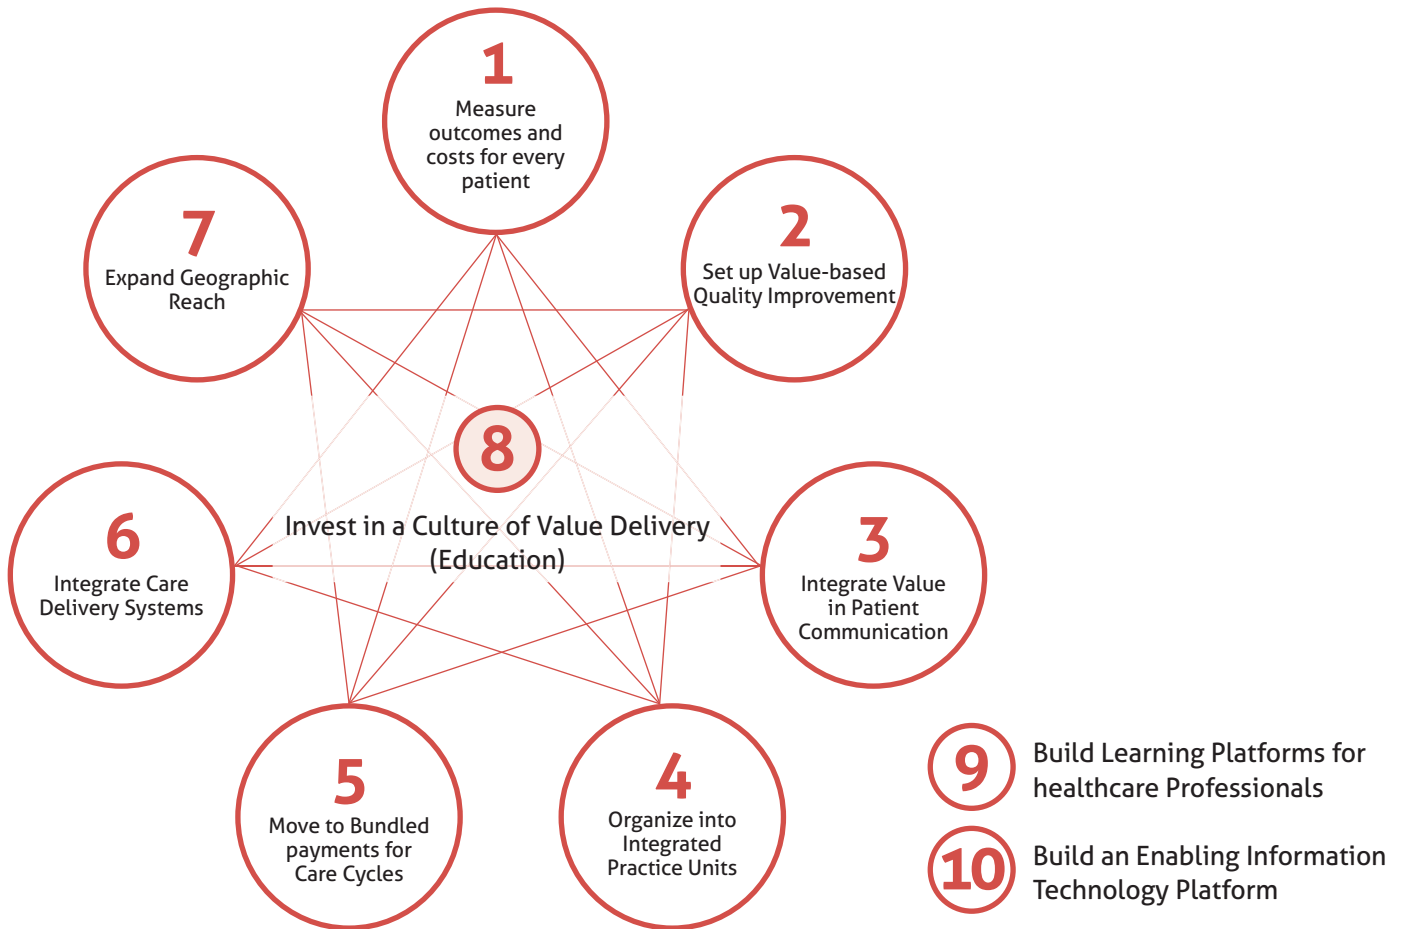 1
Measure
outcomes and
costs for every
patient
2
Set up Value-based
Quality Improvement
3
Integrate Value
in Patient
Communication
4
Organize into
Integrated
Practice Units
5
Move to Bundled
payments for
Care Cycles
6
Integrate Care
Delivery Systems
7
Expand Geographic
Reach
8
Invest in a Culture of Value Delivery
(Education)
9
Build Learning Platforms for
healthcare Professionals
10
Build an Enabling Information
Technology Platform